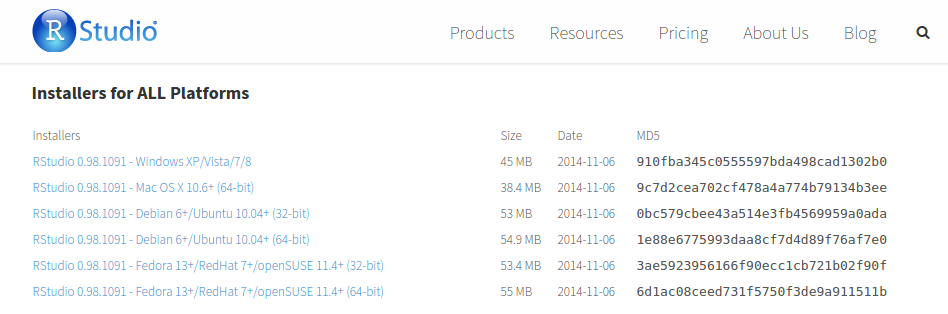 R Studio
Products Resources Pricing About Us Blog
Installers for ALL Platforms
Installers Size Date MD5
RStudio 0.98.1091 - Windows XP/Vista/7/8 45 MB 2014-11-06 910fba345c0555597bda498cad1302b0
RStudio 0.98.1091 - Mac OS X 10.6+ (64-bit) 38.4 MB 2014-11-06 9c7d2cea702cf478a4a774b79134b3ee
RStudio 0.98.1091 - Debian 6+/Ubuntu 10.04+ (32-bit) 53 MB 2014-11-06 0bc579cbee43a514e3fb4569959a0ada
RStudio 0.98.1091 - Debian 6+/Ubuntu 10.04+ (64-bit) 54.9 MB 2014-11-06 1e88e6775993daa8cf7d4d89f76af7e0
RStudio 0.98.1091 - Fedora 13+/RedHat 7+/openSUSE 11.4+ (32-bit) 53.4 MB 2014-11-06 3ae5923956166f90ecc1cb721b02f90f
RStudio 0.98.1091 - Fedora 13+/RedHat 7+/openSUSE 11.4+ (64-bit) 55 MB 2014-11-06 6d1ac08ceed731f5750f3de9a911511b